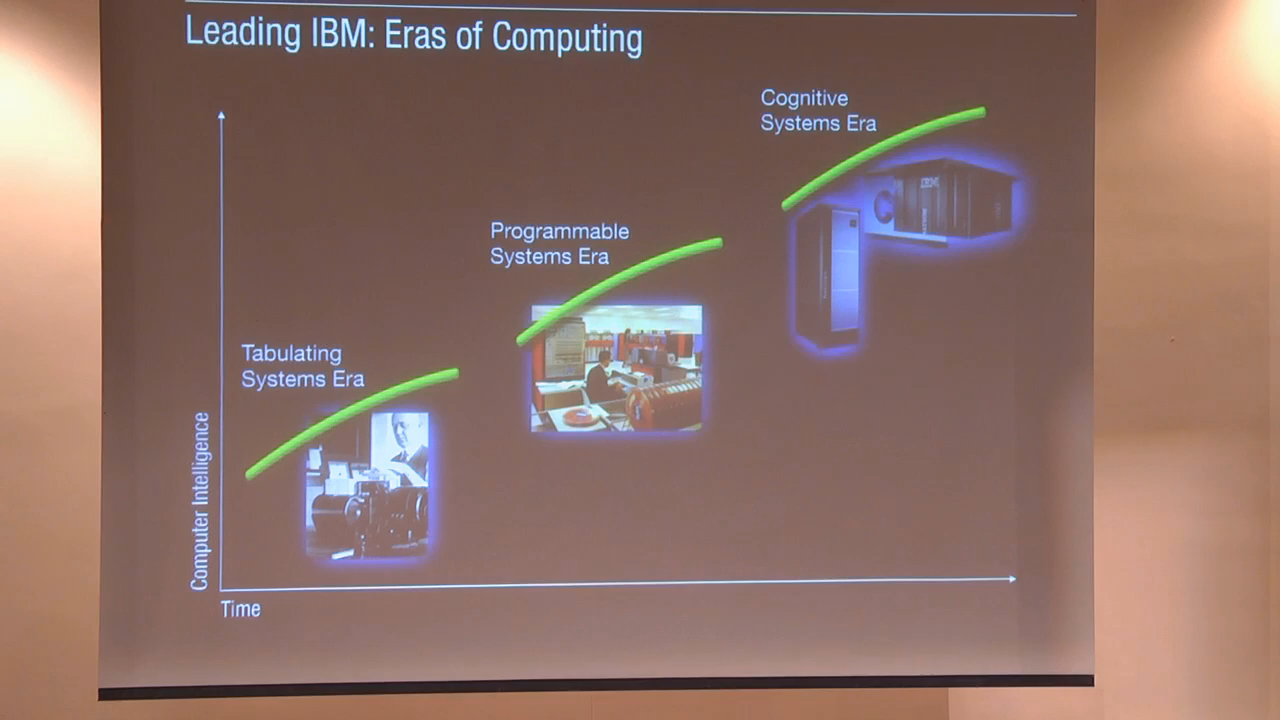 Leading IBM: Eras of Computing
Cognitive
Systems Era
IBM
Programmable
Systems Era
Tabulating
Systems Era
Computer Intelligence
Time